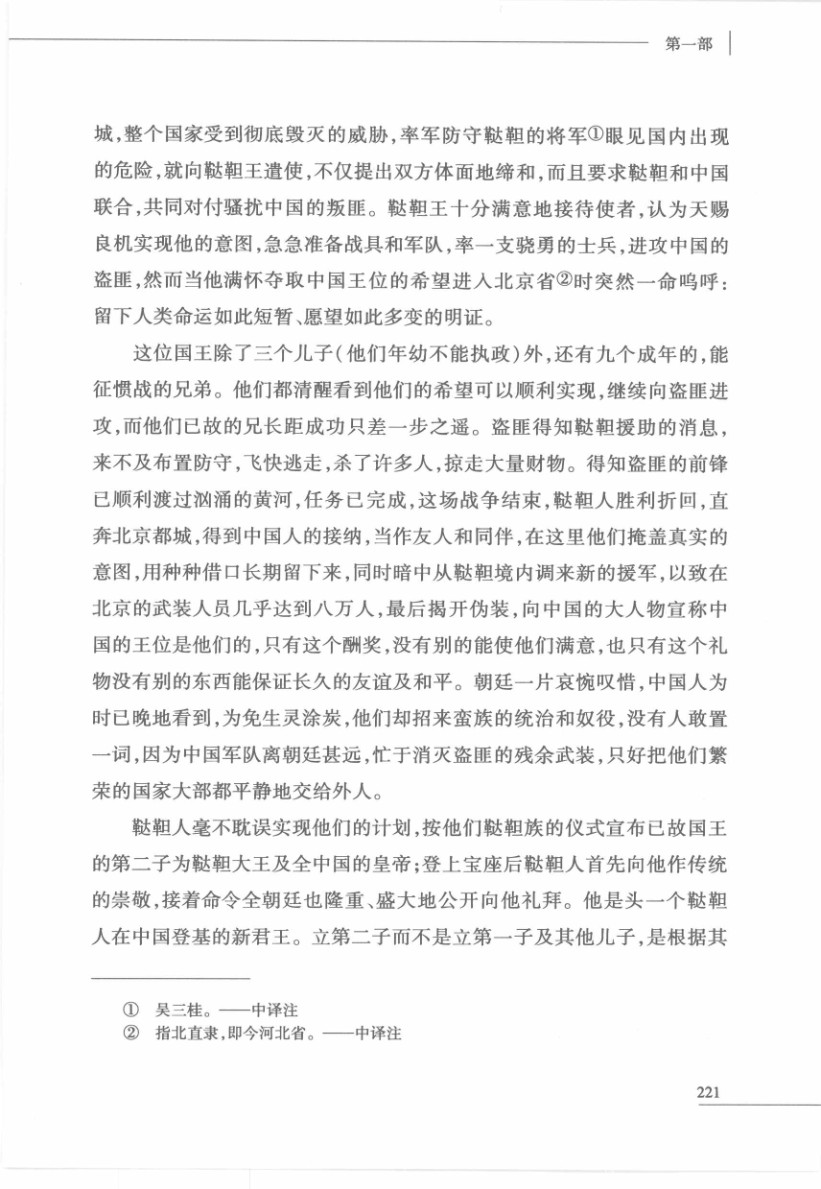 第一部
城,整个国家受到彻底毁灭的威胁,率军防守鞑靼的将军①眼见国内出现
的危险,就向鞑靼王遣使,不仅提出双方体面地缔和,而且要求鞑靼和中国
联合,共同对付骚扰中国的叛匪。鞑靼王十分满意地接待使者,认为天赐
良机实现他的意图,急急准备战具和军队,率一支骁勇的士兵,进攻中国的
盗匪,然而当他满怀夺取中国王位的希望进入北京省②时突然一命呜呼:
留下人类命运如此短暂、愿望如此多变的明证。
这位国王除了三个儿子(他们年幼不能执政)外,还有九个成年的,能
征惯战的兄弟。他们都清醒看到他们的希望可以顺利实现,继续向盗匪进
攻,而他们已故的兄长距成功只差一步之遥。盗匪得知鞑靼援助的消息,
来不及布置防守,飞快逃走,杀了许多人,掠走大量财物。得知盗匪的前锋
已顺利渡过汹涌的黄河,任务已完成,这场战争结束,鞑靼人胜利折回,直
奔北京都城,得到中国人的接纳,当作友人和同伴,在这里他们掩盖真实的
意图,用种种借口长期留下来,同时暗中从鞑靼境内调来新的援军,以致在
北京的武装人员几乎达到八万人,最后揭开伪装,向中国的大人物宣称中
国的王位是他们的,只有这个酬奖,没有别的能使他们满意,也只有这个礼
物没有别的东西能保证长久的友谊及和平。朝廷一片哀惋叹惜,中国人为
时已晚地看到,为免生灵涂炭,他们却招来蛮族的统治和奴役,没有人敢置
一词,因为中国军队离朝廷甚远,忙于消灭盗匪的残余武装,只好把他们繁
荣的国家大部都平静地交给外人。
鞑靼人毫不耽误实现他们的计划,按他们鞑靼族的仪式宣布已故国王
的第二子为鞑靼大王及全中国的皇帝;登上宝座后鞑靼人首先向他作传统
的崇敬,接着命令全朝廷也隆重、盛大地公开向他礼拜。他是头一个鞑靼
人在中国登基的新君王。立第二子而不是立第一子及其他儿子,是根据其
① 吴三桂。——中译注
② 指北直隶,即今河北省。——中译注
221